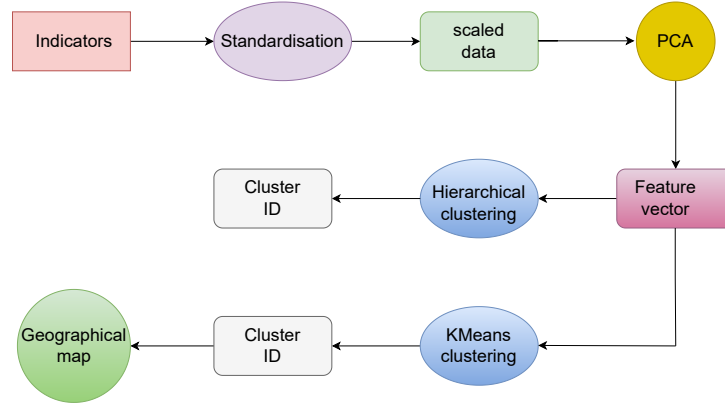 Indicators
Standardisation
scaled
data
PCA
Cluster
ID
Hierarchical
clustering
Feature
vector
Geographical
map
Cluster
ID
KMeans
clustering